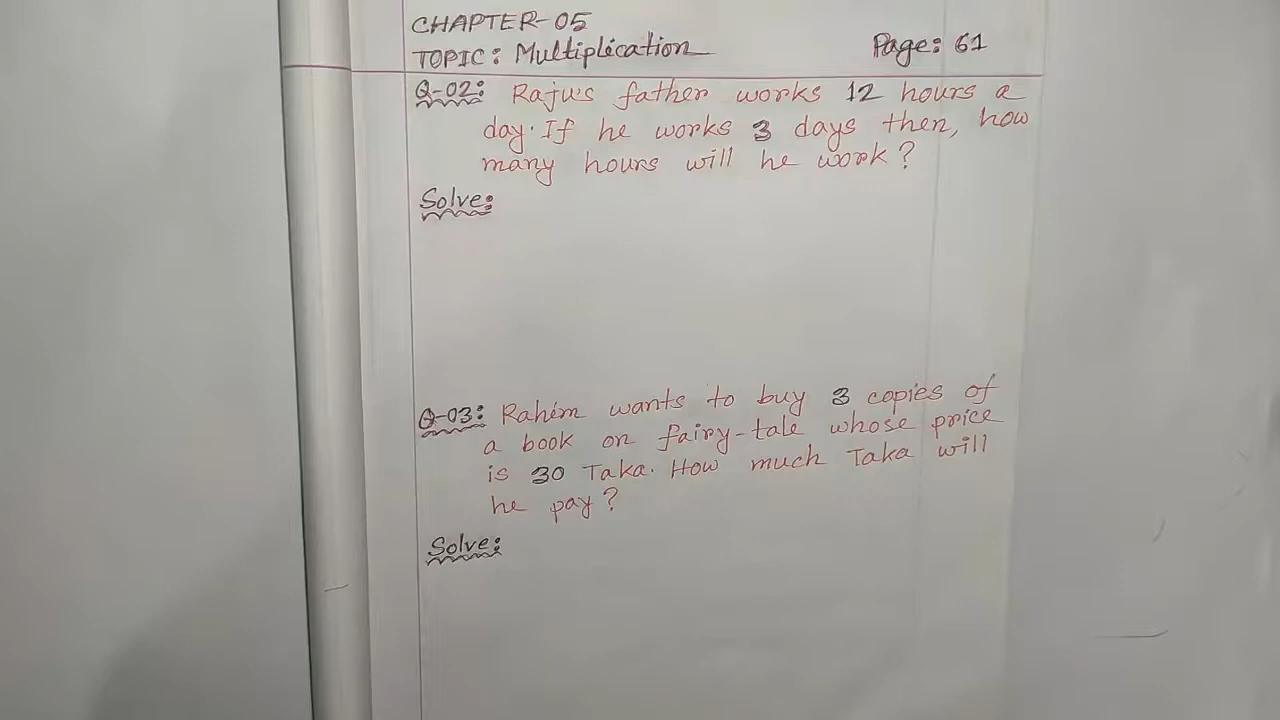 CHAPTER-05
TOPIC: Multiplication Page: 61
Q-02: Raju's father works 12 hours a
day. If he works 3 days then, how
many hours will he work?
Solve:
Q-03: Rahim wants to buy 3 copies of
a book on fairy-tale whose price
is 30 Taka. How much Taka will
he pay?
Solve: